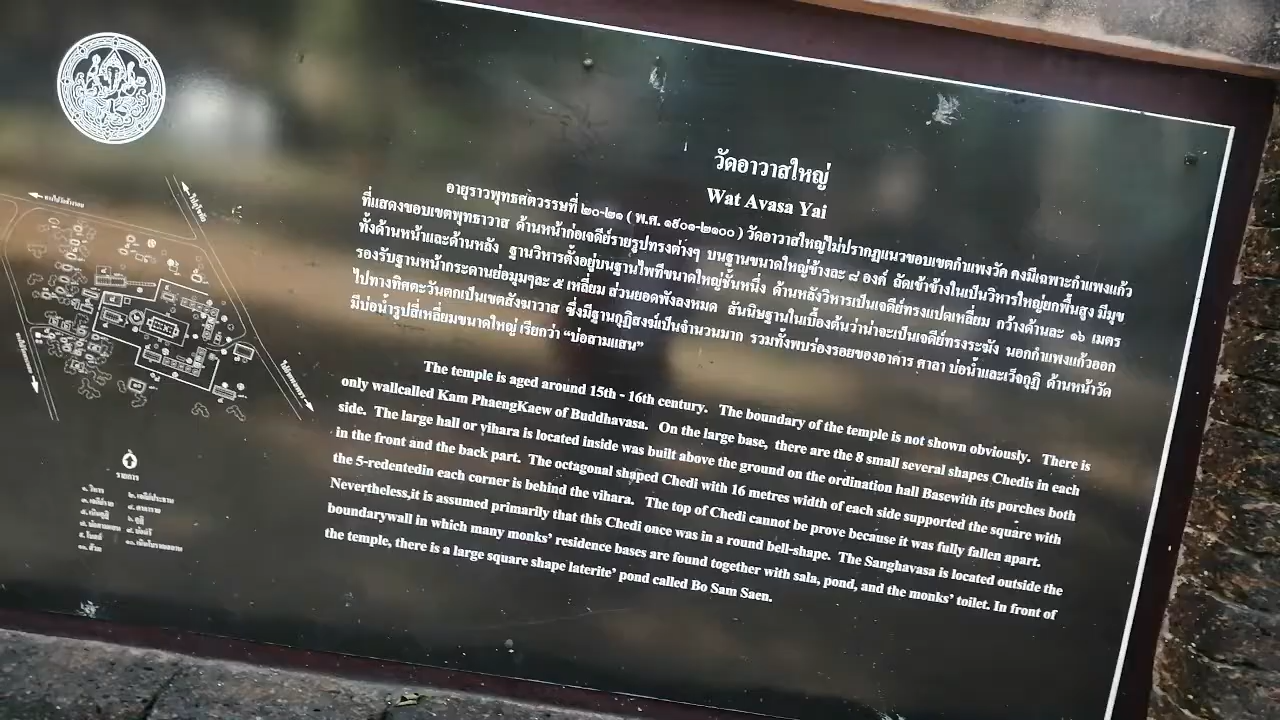 วัดอาวาสใหญ่
Wat Avasa Yai
อายุราวพุทธศตวรรษที่ ๒๐-๒๑ ( พ.ศ. ๑๙๐๑-๒๑๐๐ ) วัดอาวาสใหญ่ไม่ปรากฏแนวขอบเขตกำแพงวัด คงมีเฉพาะกำแพงแก้ว
ที่แสดงขอบเขตพุทธาวาส ด้านหน้าก่อเจดีย์รายรูปทรงต่างๆ บนฐานขนาดใหญ่ข้างละ ๘ องค์ ถัดเข้าข้างในเป็นวิหารใหญ่ยกพื้นสูง มีมุข
ทั้งด้านหน้าและด้านหลัง ฐานวิหารตั้งอยู่บนฐานไพทีขนาดใหญ่ชั้นหนึ่ง ด้านหลังวิหารเป็นเจดีย์ทรงแปดเหลี่ยม กว้างด้านละ ๑๖ เมตร
รองรับฐานหน้ากระดานย่อมุมๆละ ๕ เหลี่ยม ส่วนยอดพังลงหมด สันนิษฐานในเบื้องต้นว่าน่าจะเป็นเจดีย์ทรงระฆัง นอกกำแพงแก้วออก
ไปทางทิศตะวันตกเป็นเขตสังฆาวาส ซึ่งมีฐานกุฏิสงฆ์เป็นจำนวนมาก รวมทั้งพบร่องรอยของอาคาร ศาลา บ่อน้ำและเว็จกุฎี ด้านหน้าวัด
มีบ่อน้ำรูปสี่เหลี่ยมขนาดใหญ่ เรียกว่า “บ่อสามแสน”
The temple is aged around 15th - 16th century. The boundary of the temple is not shown obviously. There is
only wallcalled Kam PhaengKaew of Buddhavasa. On the large base, there are the 8 small several shapes Chedis in each
side. The large hall or vihara is located inside was built above the ground on the ordination hall Basewith its porches both
in the front and the back part. The octagonal shaped Chedi with 16 metres width of each side supported the square with
the 5-redentedin each corner is behind the vihara. The top of Chedi cannot be prove because it was fully fallen apart.
Nevertheless,it is assumed primarily that this Chedi once was in a round bell-shape. The Sanghavasa is located outside the
boundarywall in which many monks’ residence bases are found together with sala, pond, and the monks’ toilet. In front of
the temple, there is a large square shape laterite’ pond called Bo Sam Saen.